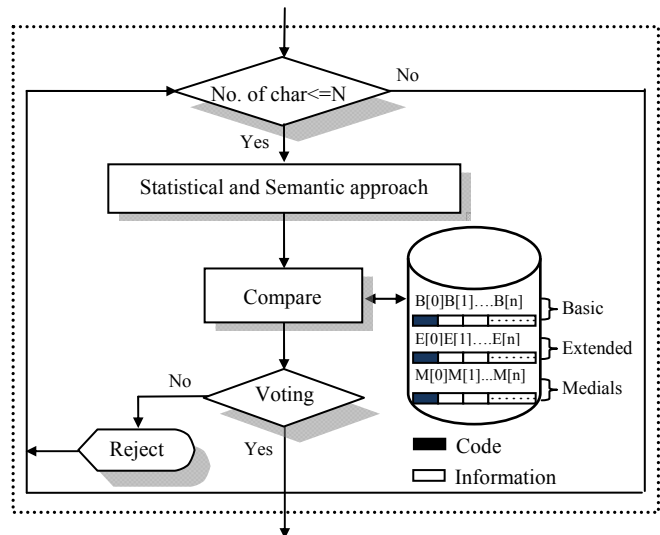 No. of char<=N
No
Yes
Statistical and Semantic approach
Compare
B[0]B[1]….B[n]
Basic
E[0]E[1]….E[n]
Extended
M[0]M[1]...M[n]
Medials
No
Voting
Reject
Yes
Code
Information